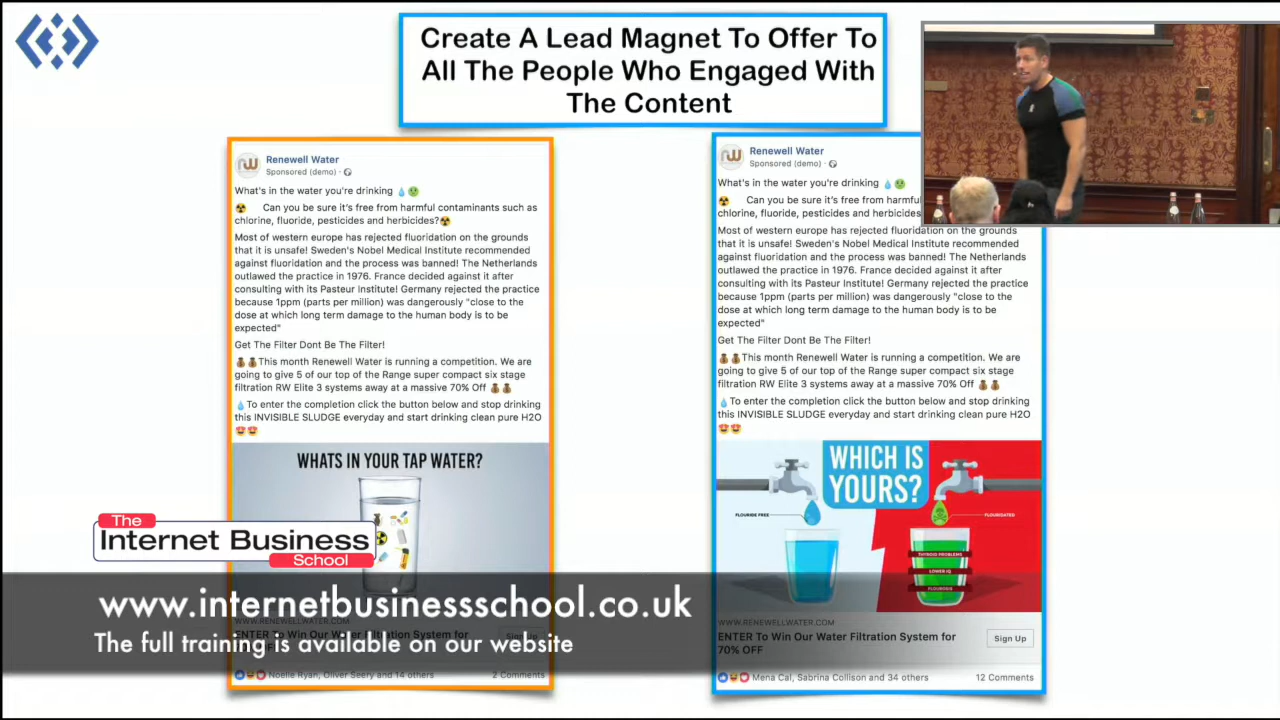 Create A Lead Magnet To Offer To
All The People Who Engaged With
The Content
Renewell Water
Sponsored (demo) ·
What's in the water you're drinking
Can you be sure it's free from harmful contaminants such as
chlorine, fluoride, pesticides and herbicides?
Most of western europe has rejected fluoridation on the grounds
that it is unsafe! Sweden's Nobel Medical Institute recommended
against fluoridation and the process was banned! The Netherlands
outlawed the practice in 1976. France decided against it after
consulting with its Pasteur Institute! Germany rejected the practice
because 1ppm (parts per million) was dangerously "close to the
dose at which long term damage to the human body is to be
expected"
Get The Filter Dont Be The Filter!
This month Renewell Water is running a competition. We are
going to give 5 of our top of the Range super compact six stage
filtration RW Elite 3 systems away at a massive 70% Off
To enter the completion click the button below and stop drinking
this INVISIBLE SLUDGE everyday and start drinking clean pure H2O
WHATS IN YOUR TAP WATER?
WWW.RENEWELLWATER.COM
ENTER To Win Our Water Filtration System for
Sign Up
Noelle Ryan, Oliver Seery and 14 others
2 Comments
Renewell Water
Sponsored (demo) ·
What's in the water you're drinking
Can you be sure it's free from harmful
chlorine, fluoride, pesticides and herbicides
Most of western europe has rejected fluoridation on the grounds
that it is unsafe! Sweden's Nobel Medical Institute recommended
against fluoridation and the process was banned! The Netherlands
outlawed the practice in 1976. France decided against it after
consulting with its Pasteur Institute! Germany rejected the practice
because 1ppm (parts per million) was dangerously "close to the
dose at which long term damage to the human body is to be
expected"
Get The Filter Dont Be The Filter!
This month Renewell Water is running a competition. We are
going to give 5 of our top of the Range super compact six stage
filtration RW Elite 3 systems away at a massive 70% Off
To enter the completion click the button below and stop drinking
this INVISIBLE SLUDGE everyday and start drinking clean pure H2O
WHICH IS
YOURS?
FLOURIDE FREE
FLOURIDATED
THYROID PROBLEMS
LOWER IQ
WWW.RENEWELLWATER.COM
ENTER To Win Our Water Filtration System for
70% OFF
Sign Up
Mena Cal, Sabrina Collison and 34 others
12 Comments
The
Internet Business
School
www.internetbusinessschool.co.uk
The full training is available on our website